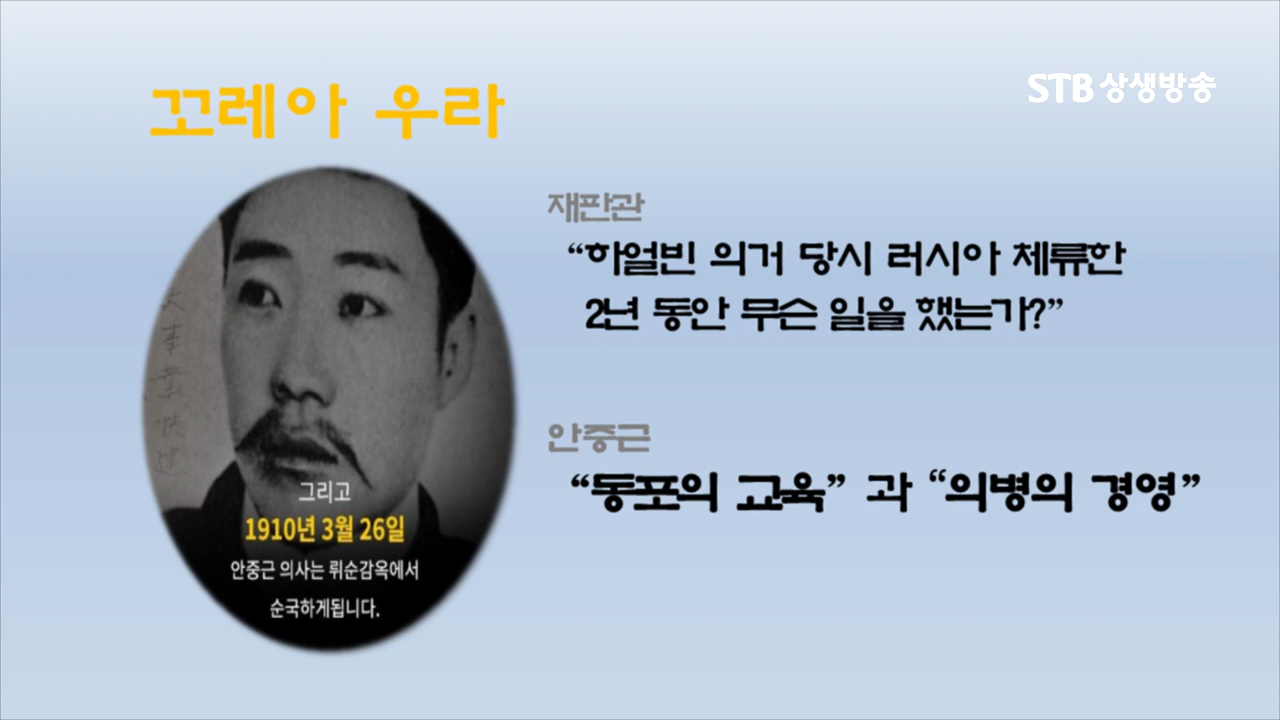 꼬레아 우라
STB 상생방송
재판관
“하얼빈 의거 당시 러시아 체류한
2년 동안 무슨 일을 했는가?”
안중근
“동포의 교육” 과 “의병의 경영”
그리고
1910년 3월 26일
안중근 의사는 뤼순감옥에서
순국하게됩니다.